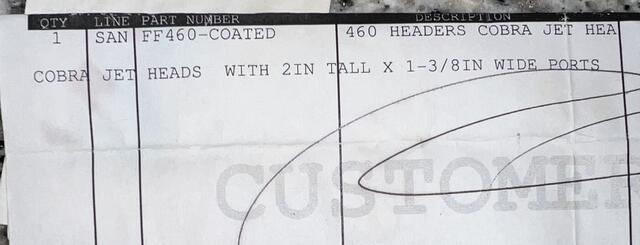 QTY LINE PART NUMBER DESCRIPTION
1 SAN FF460-COATED 460 HEADERS COBRA JET HEA
COBRA JET HEADS WITH 2IN TALL X 1-3/8IN WIDE PORTS
CUSTOMER